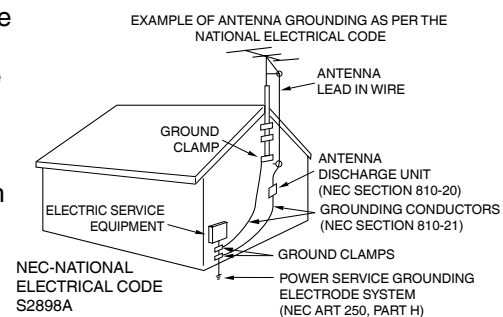 EXAMPLE OF ANTENNA GROUNDING AS PER THE
NATIONAL ELECTRICAL CODE
ANTENNA
LEAD IN WIRE
GROUND
CLAMP
ANTENNA
DISCHARGE UNIT
(NEC SECTION 810-20)
ELECTRIC SERVICE
EQUIPMENT
GROUNDING CONDUCTORS
(NEC SECTION 810-21)
GROUND CLAMPS
POWER SERVICE GROUNDING
ELECTRODE SYSTEM
(NEC ART 250, PART H)
NEC-NATIONAL
ELECTRICAL CODE
S2898A